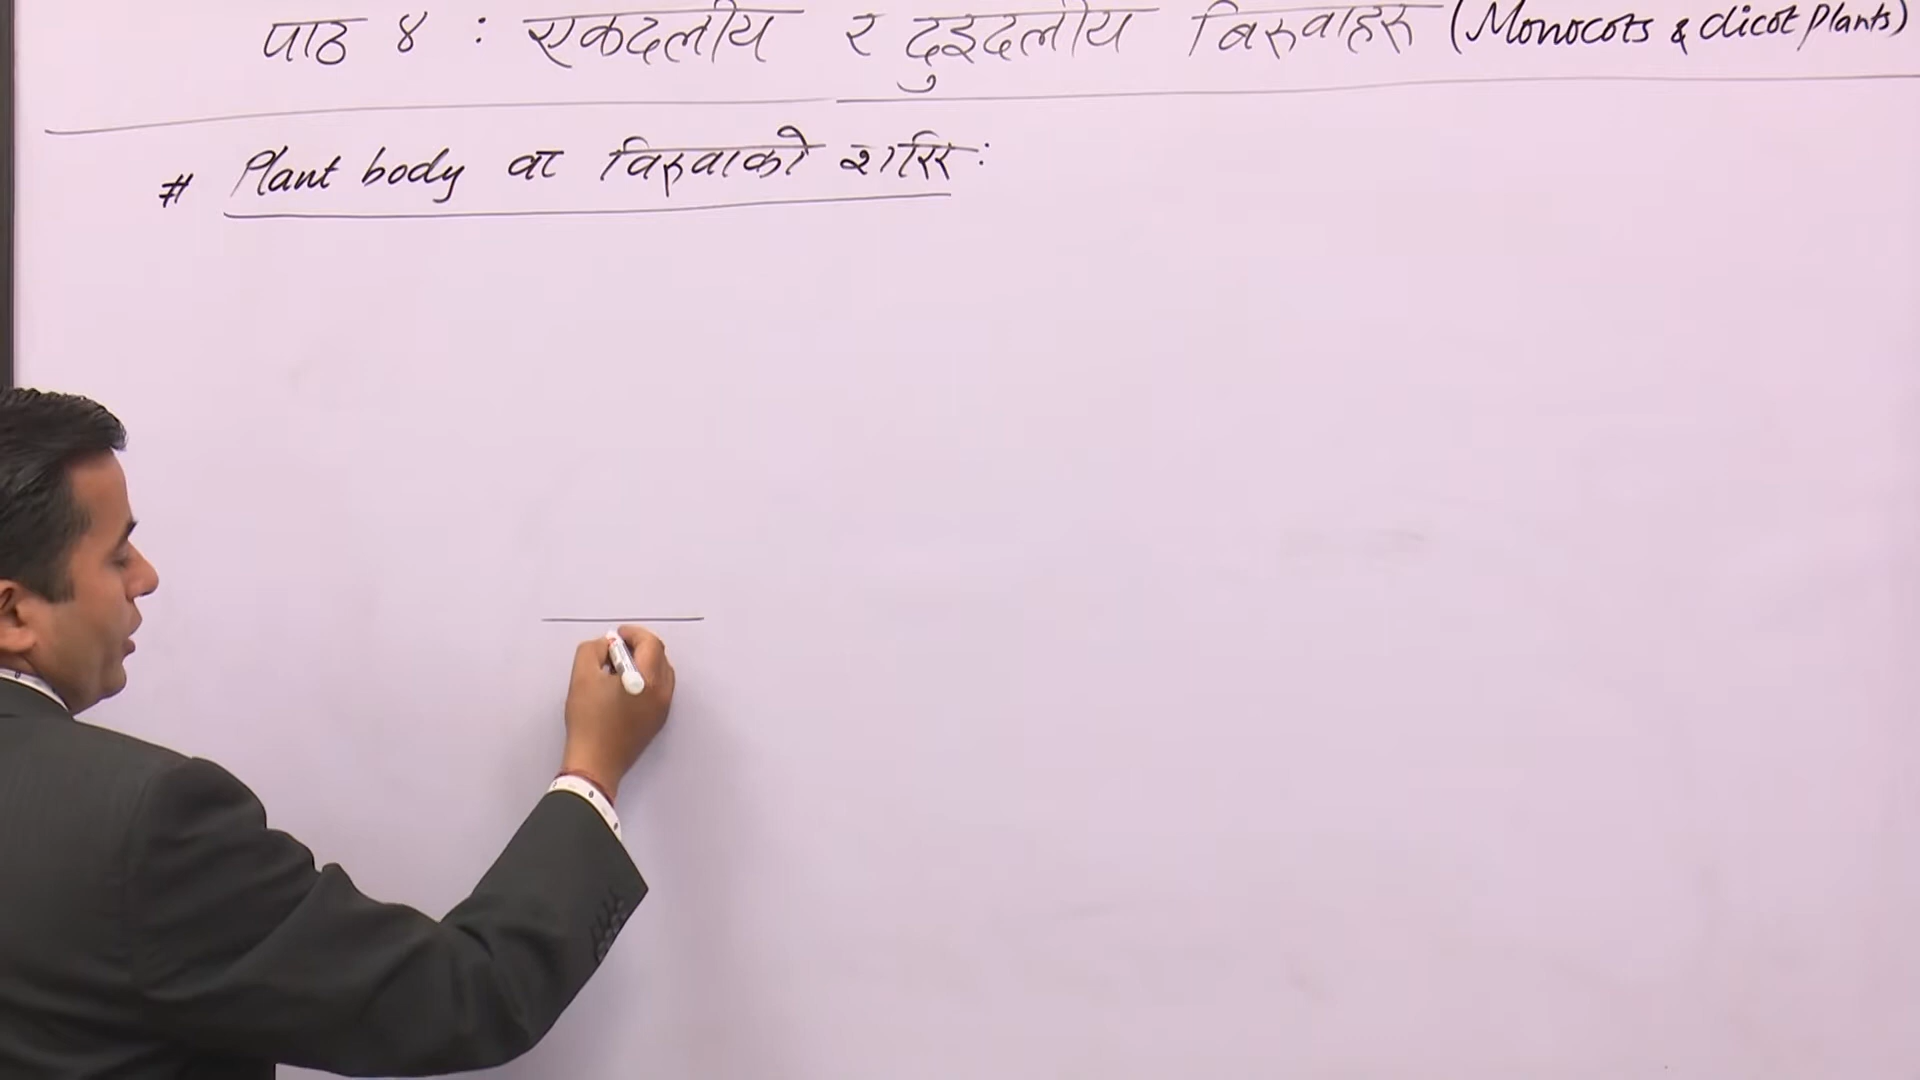 पाठ ४ : एकदलीय र दुइदलीय बिरुवाहरु (Monocots & dicot plants)
# Plant body वा विरुवाको शरिर :